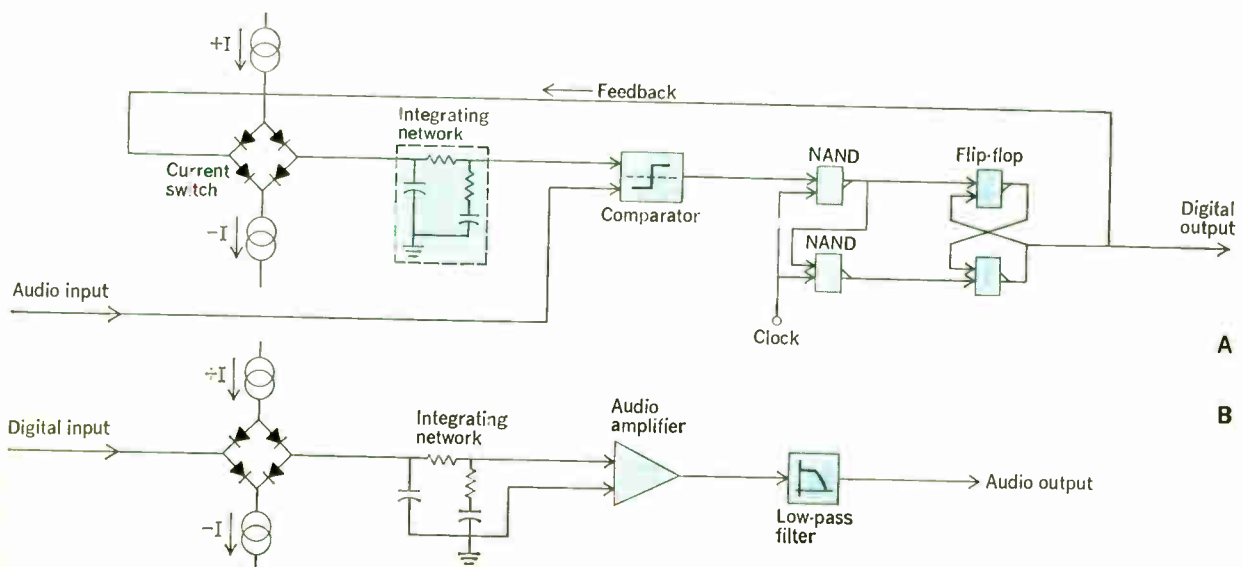 +I
Feedback
Integrating
network
NAND
Flip-flop
Current
switch
Comparator
Digital
output
-I
NAND
Audio input
Clock
A
÷I
B
Digital input
Integrating
network
Audio
amplifier
Audio output
-I
Low-pass
filter